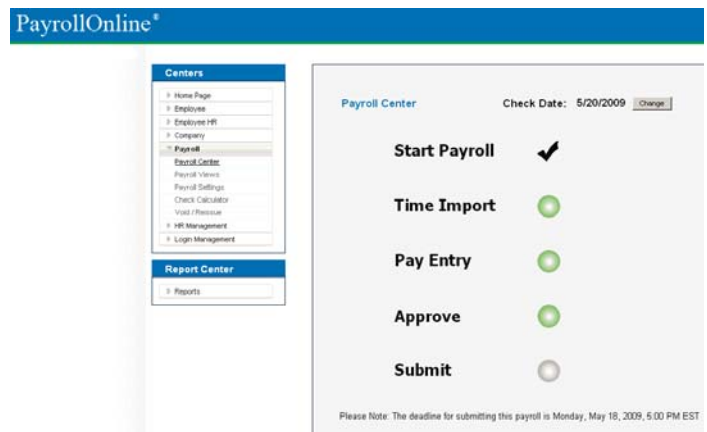 PayrollOnline®
Centers
Home Page
Employee
Employee HR
Company
Payroll
Payroll Center
Payroll Views
Payroll Settings
Check Calculator
Void / Reissue
HR Management
Login Management
Report Center
Reports
Payroll Center Check Date: 5/20/2009 Change
Start Payroll
Time Import
Pay Entry
Approve
Submit
Please Note: The deadline for submitting this payroll is Monday, May 18, 2009, 5:00 PM EST